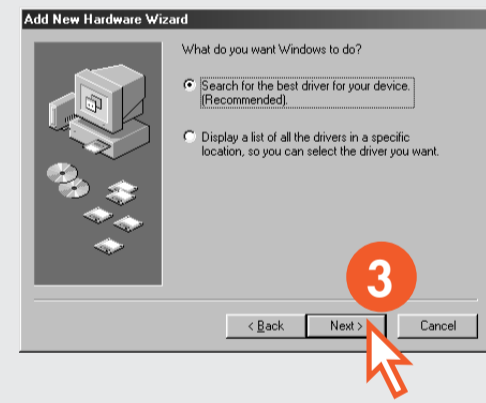 Add New Hardware Wizard
What do you want Windows to do?
Search for the best driver for your device.
(Recommended).
Display a list of all the drivers in a specific
location, so you can select the driver you want.
3
< Back
Next >
Cancel